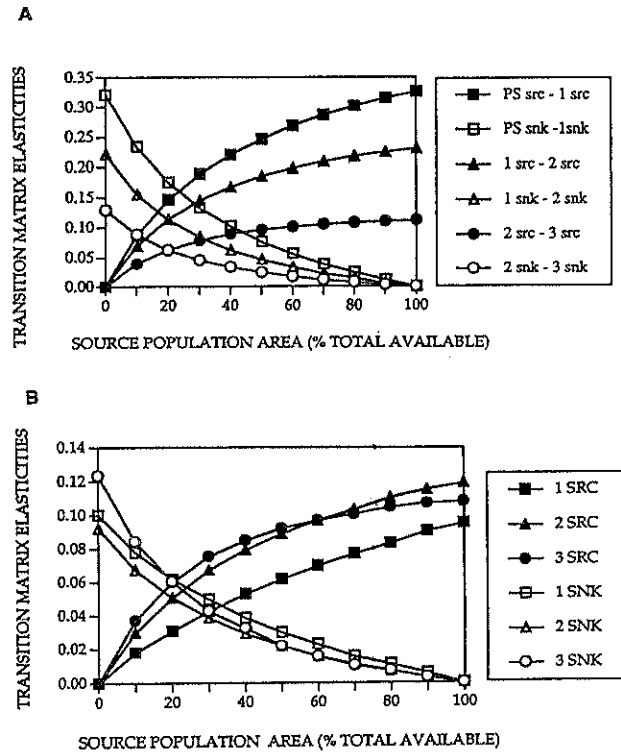 A
TRANSITION MATRIX ELASTICITIES
0.35
0.30
0.25
0.20
0.15
0.10
0.05
0.00
0 20 40 60 80 100
SOURCE POPULATION AREA (% TOTAL AVAILABLE)
PS src - 1 src
PS snk -1snk
1 src - 2 src
1 snk - 2 snk
2 src - 3 src
2 snk - 3 snk
B
TRANSITION MATRIX ELASTICITIES
0.14
0.12
0.10
0.08
0.06
0.04
0.02
0.00
0 20 40 60 80 100
SOURCE POPULATION AREA (% TOTAL AVAILABLE)
1 SRC
2 SRC
3 SRC
1 SNK
2 SNK
3 SNK